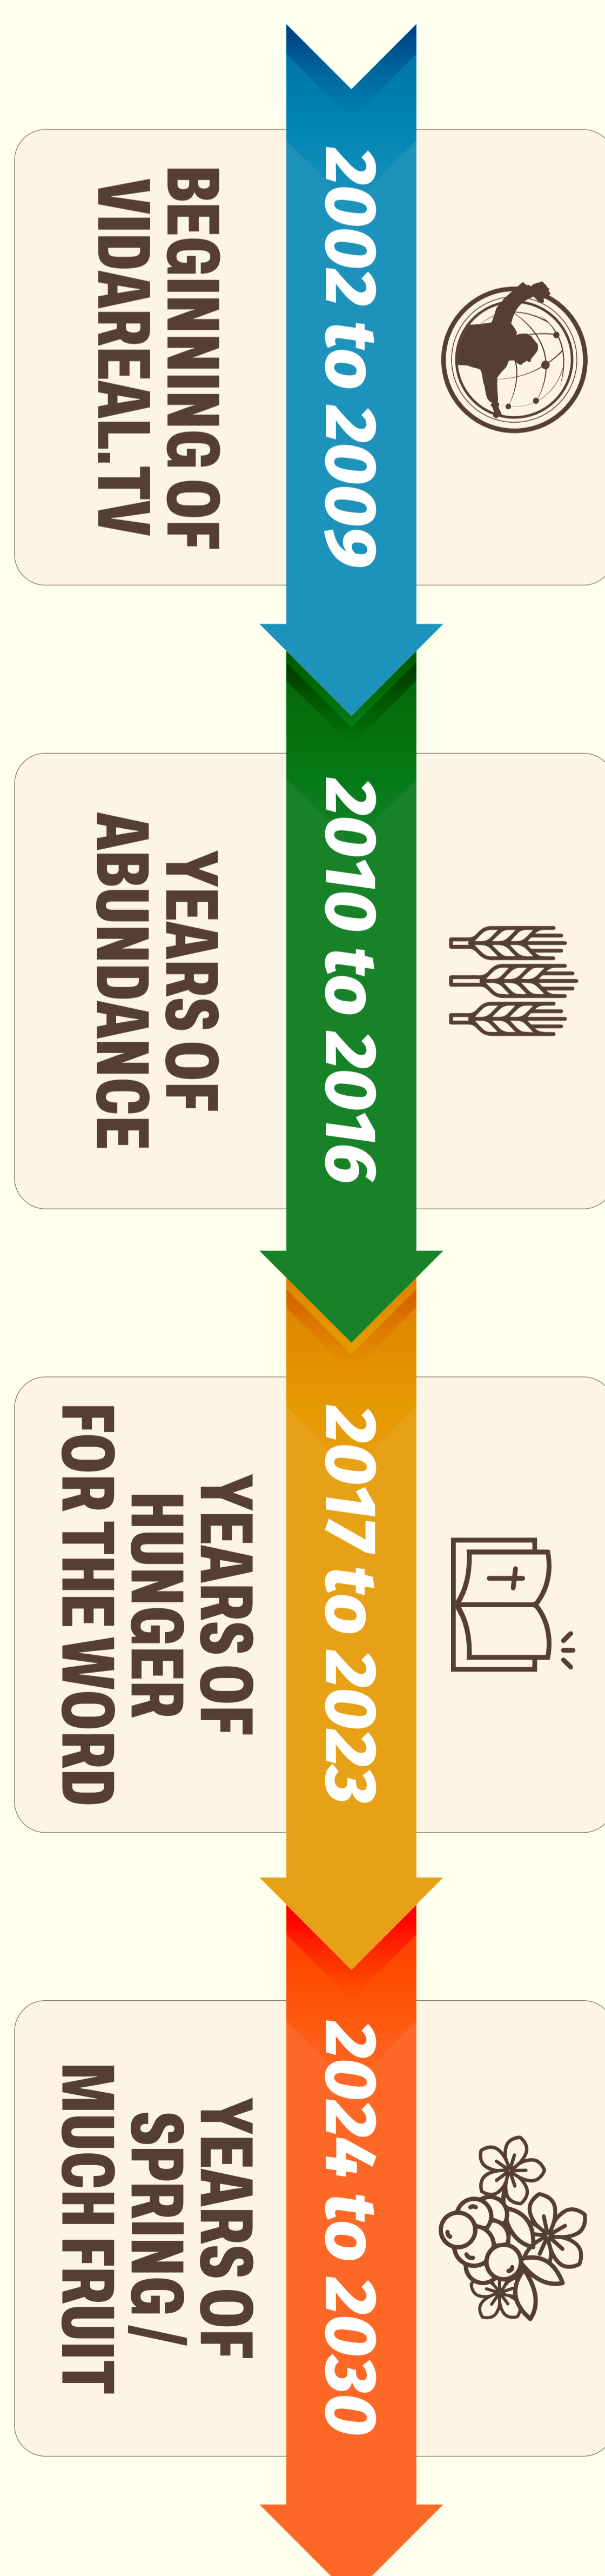 2002 to 2009
BEGINNING OF
VIDAREAL.TV
2010 to 2016
YEARS OF
ABUNDANCE
2017 to 2023
YEARS OF
HUNGER
FOR THE WORD
2024 to 2030
YEARS OF
SPRING /
MUCH FRUIT